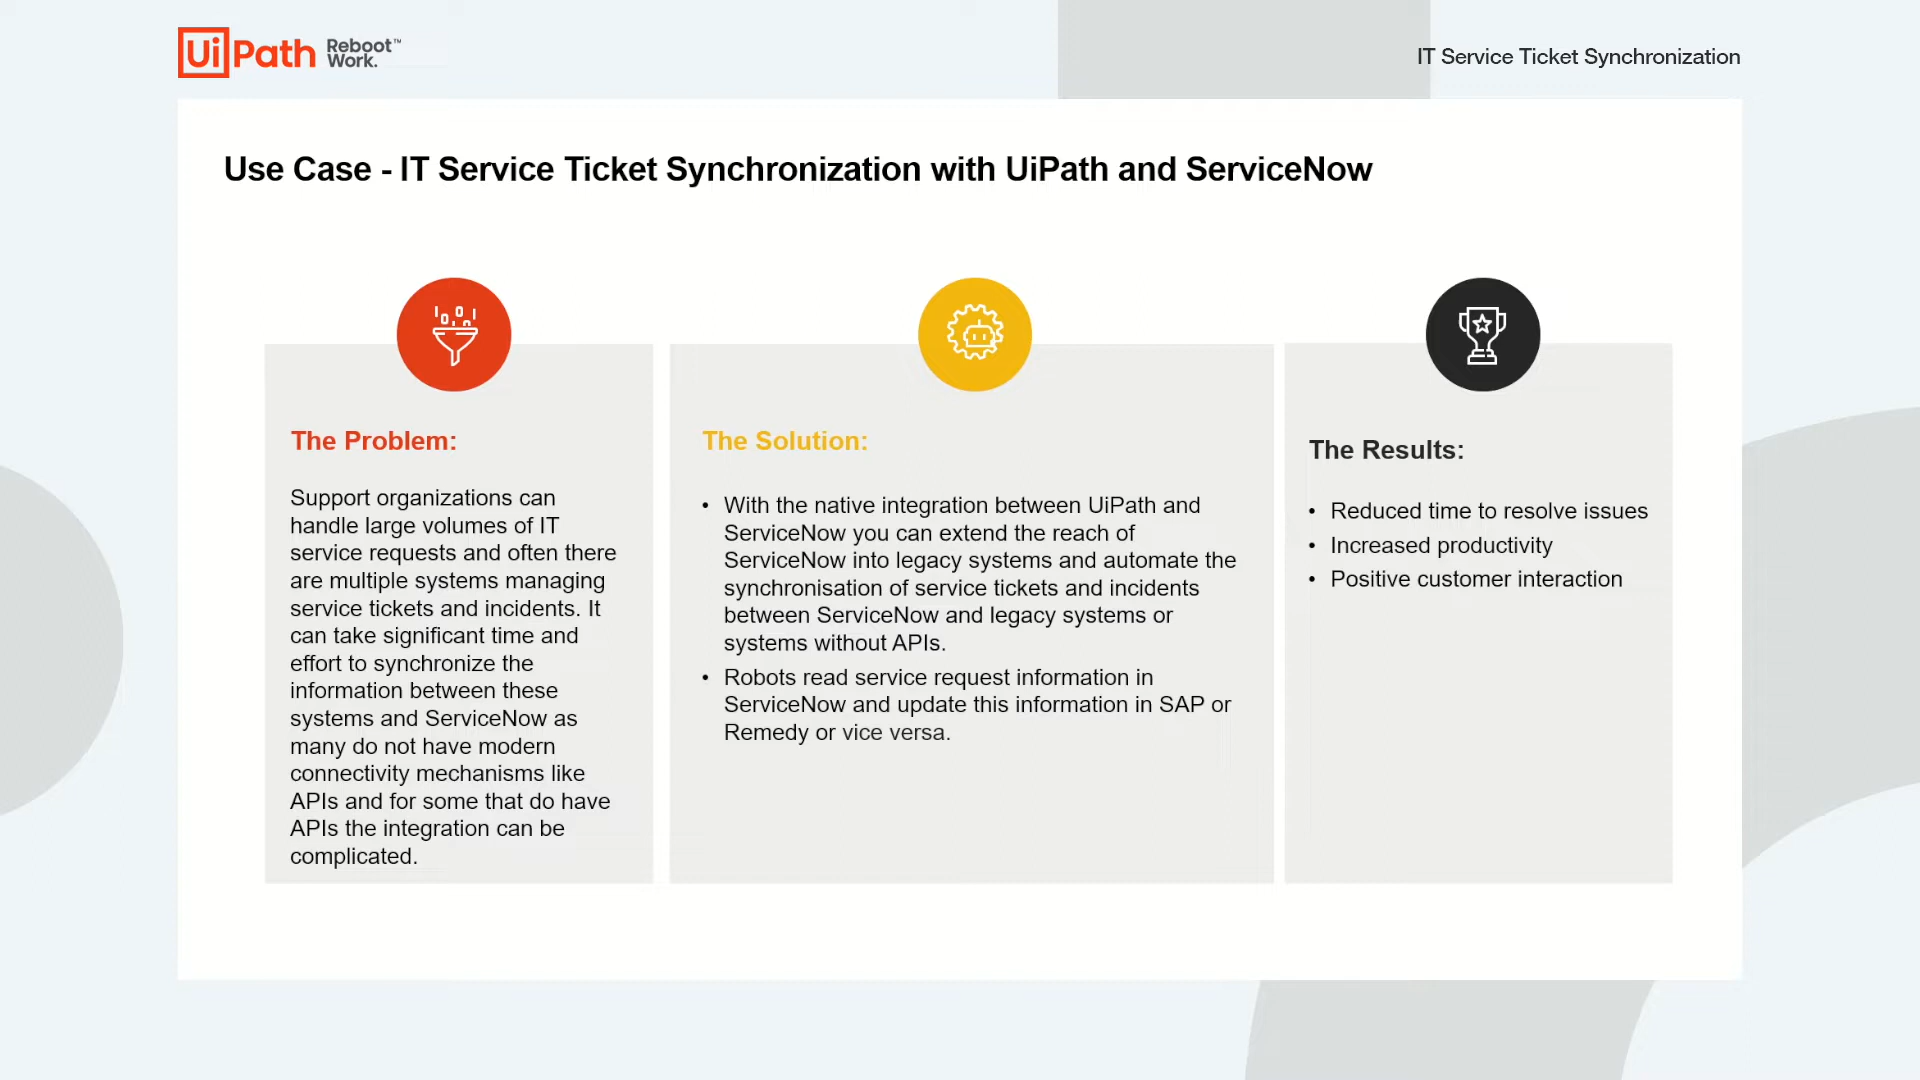 UiPath Reboot™
Work.
IT Service Ticket Synchronization
Use Case - IT Service Ticket Synchronization with UiPath and ServiceNow
The Problem:
Support organizations can
handle large volumes of IT
service requests and often there
are multiple systems managing
service tickets and incidents. It
can take significant time and
effort to synchronize the
information between these
systems and ServiceNow as
many do not have modern
connectivity mechanisms like
APIs and for some that do have
APIs the integration can be
complicated.
The Solution:
• With the native integration between UiPath and
ServiceNow you can extend the reach of
ServiceNow into legacy systems and automate the
synchronisation of service tickets and incidents
between ServiceNow and legacy systems or
systems without APIs.
• Robots read service request information in
ServiceNow and update this information in SAP or
Remedy or vice versa.
The Results:
• Reduced time to resolve issues
• Increased productivity
• Positive customer interaction